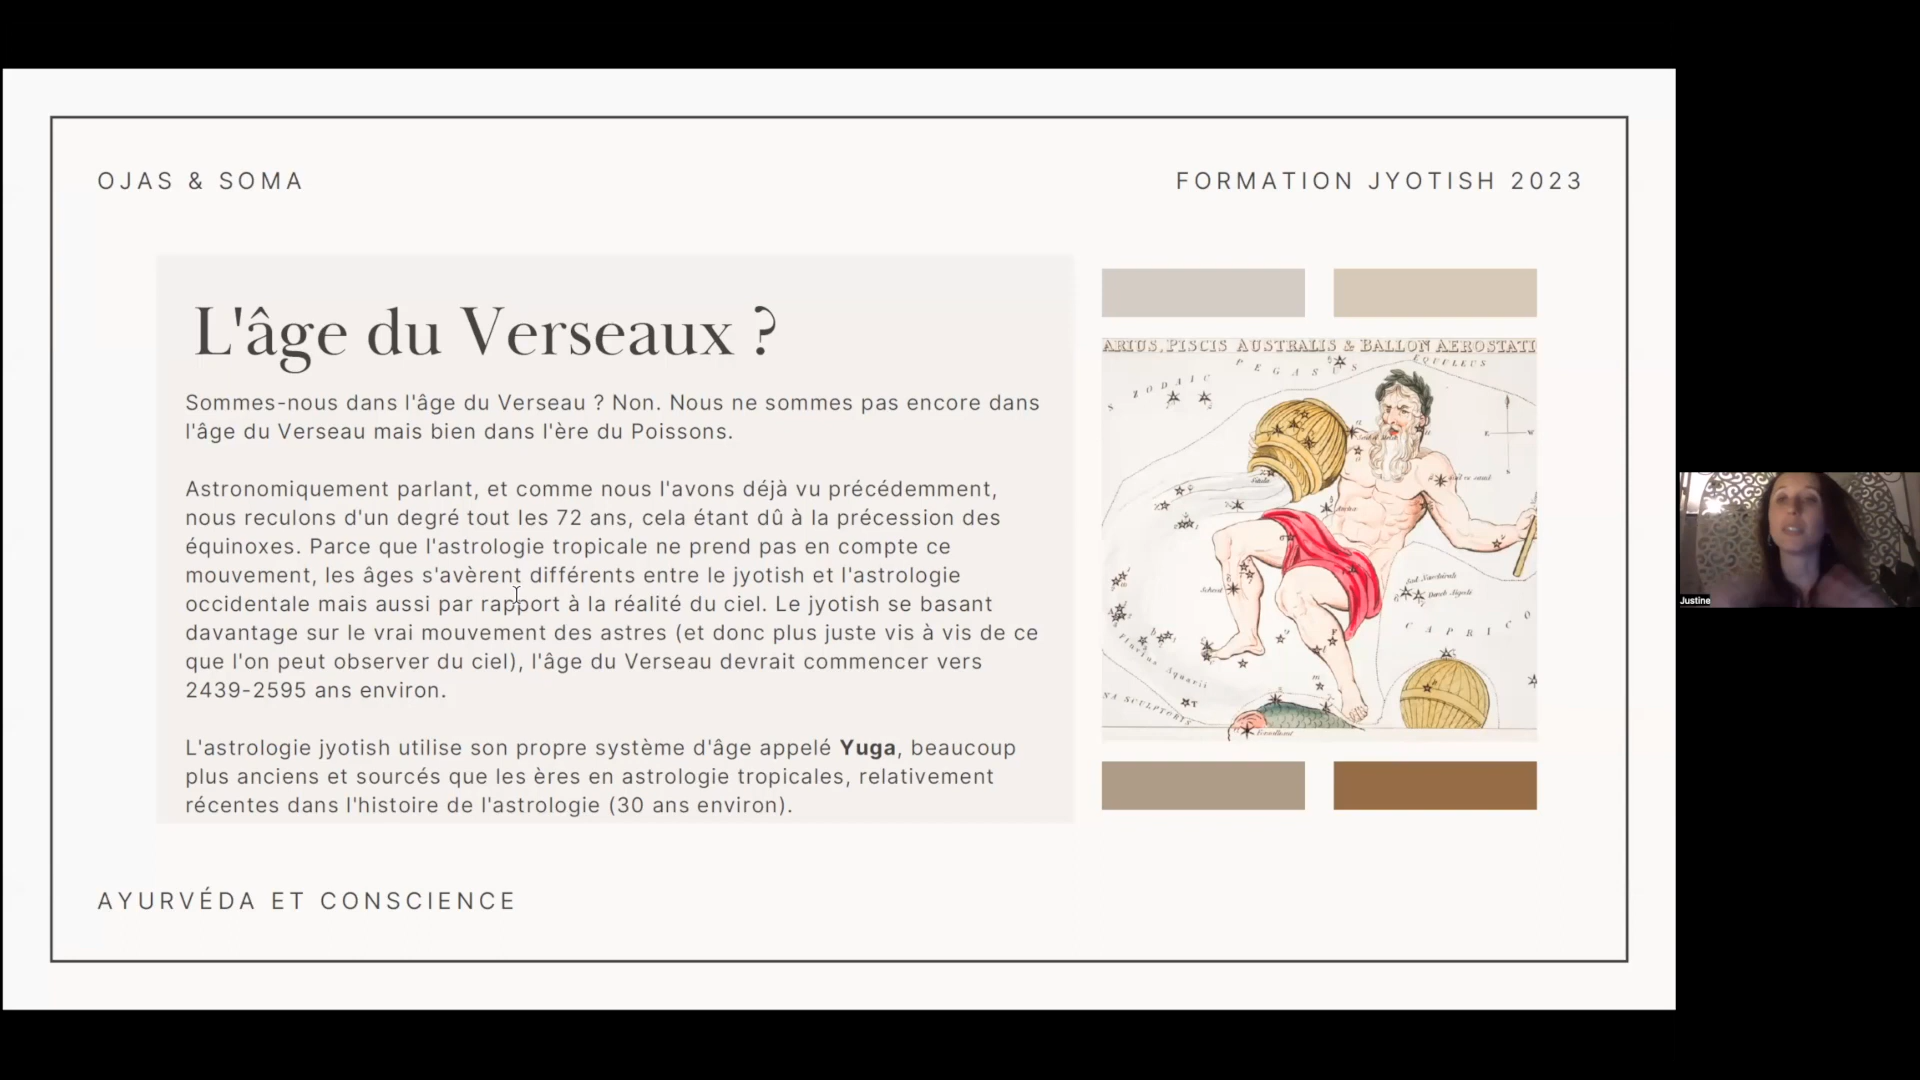 OJAS & SOMA
FORMATION JYOTISH 2023
L'âge du Verseaux ?
Sommes-nous dans l'âge du Verseau ? Non. Nous ne sommes pas encore dans
l'âge du Verseau mais bien dans l'ère du Poissons.
Astronomiquement parlant, et comme nous l'avons déjà vu précédemment,
nous reculons d'un degré tout les 72 ans, cela étant dû à la précession des
équinoxes. Parce que l'astrologie tropicale ne prend pas en compte ce
mouvement, les âges s'avèrent différents entre le jyotish et l'astrologie
occidentale mais aussi par rapport à la réalité du ciel. Le jyotish se basant
davantage sur le vrai mouvement des astres (et donc plus juste vis à vis de ce
que l'on peut observer du ciel), l'âge du Verseau devrait commencer vers
2439-2595 ans environ.
L'astrologie jyotish utilise son propre système d'âge appelé Yuga, beaucoup
plus anciens et sourcés que les ères en astrologie tropicales, relativement
récentes dans l'histoire de l'astrologie (30 ans environ).
ARIUS, PISCIS AUSTRALIS & BALLON AEROSTATI
EQUULEUS
PEGASUS
ZODAIC
Scheat
Fluvius Aquarii
CAPRICO
NA SCULPTORIS
Justine
AYURVÉDA ET CONSCIENCE